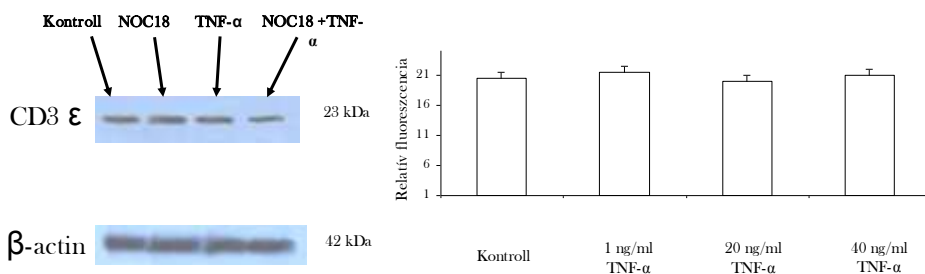 Kontroll NOC18 TNF-α NOC18 +TNF-
α
CD3 ε
23 kDa
β-actin
42 kDa
Relatív fluoreszcencia
21
16
11
6
1
Kontroll
1 ng/ml
TNF-α
20 ng/ml
TNF-α
40 ng/ml
TNF-α